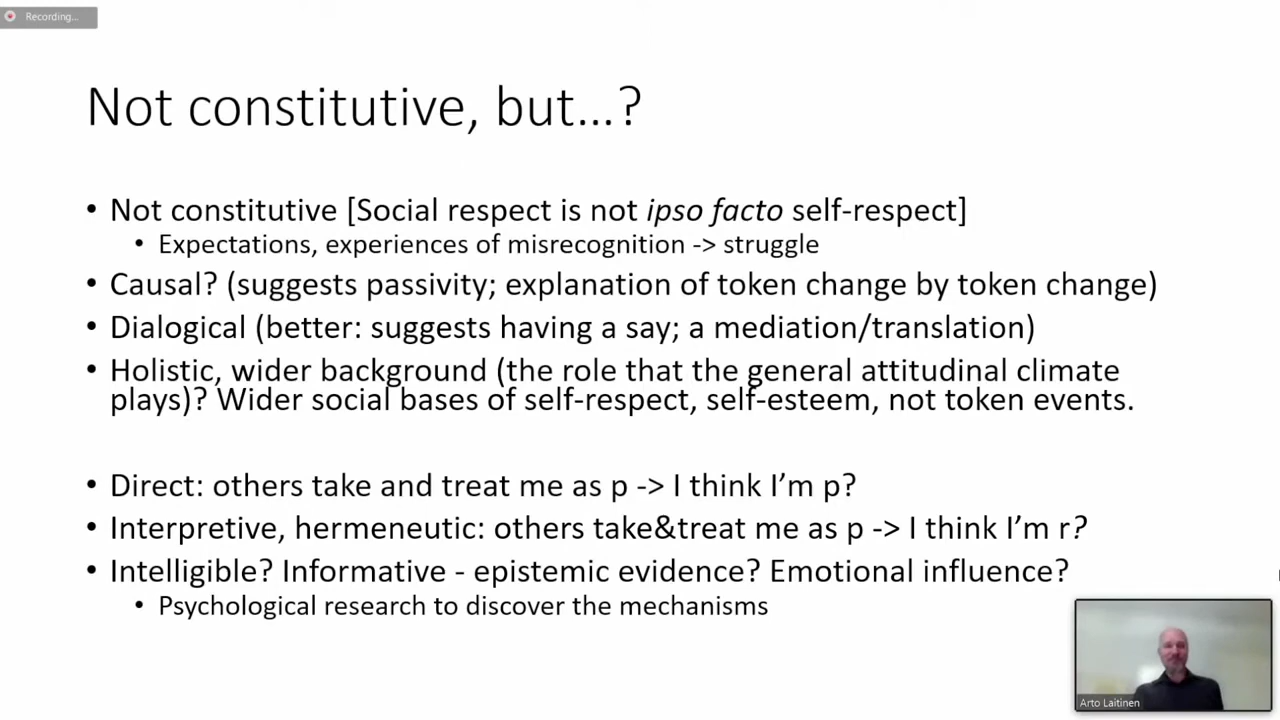 Recording...
Not constitutive, but...?
• Not constitutive [Social respect is not ipso facto self-respect]
• Expectations, experiences of misrecognition -> struggle
• Causal? (suggests passivity; explanation of token change by token change)
• Dialogical (better: suggests having a say; a mediation/translation)
• Holistic, wider background (the role that the general attitudinal climate
plays)? Wider social bases of self-respect, self-esteem, not token events.
• Direct: others take and treat me as p -> I think I'm p?
• Interpretive, hermeneutic: others take&treat me as p -> I think I'm r?
• Intelligible? Informative - epistemic evidence? Emotional influence?
• Psychological research to discover the mechanisms
Arto Laitinen